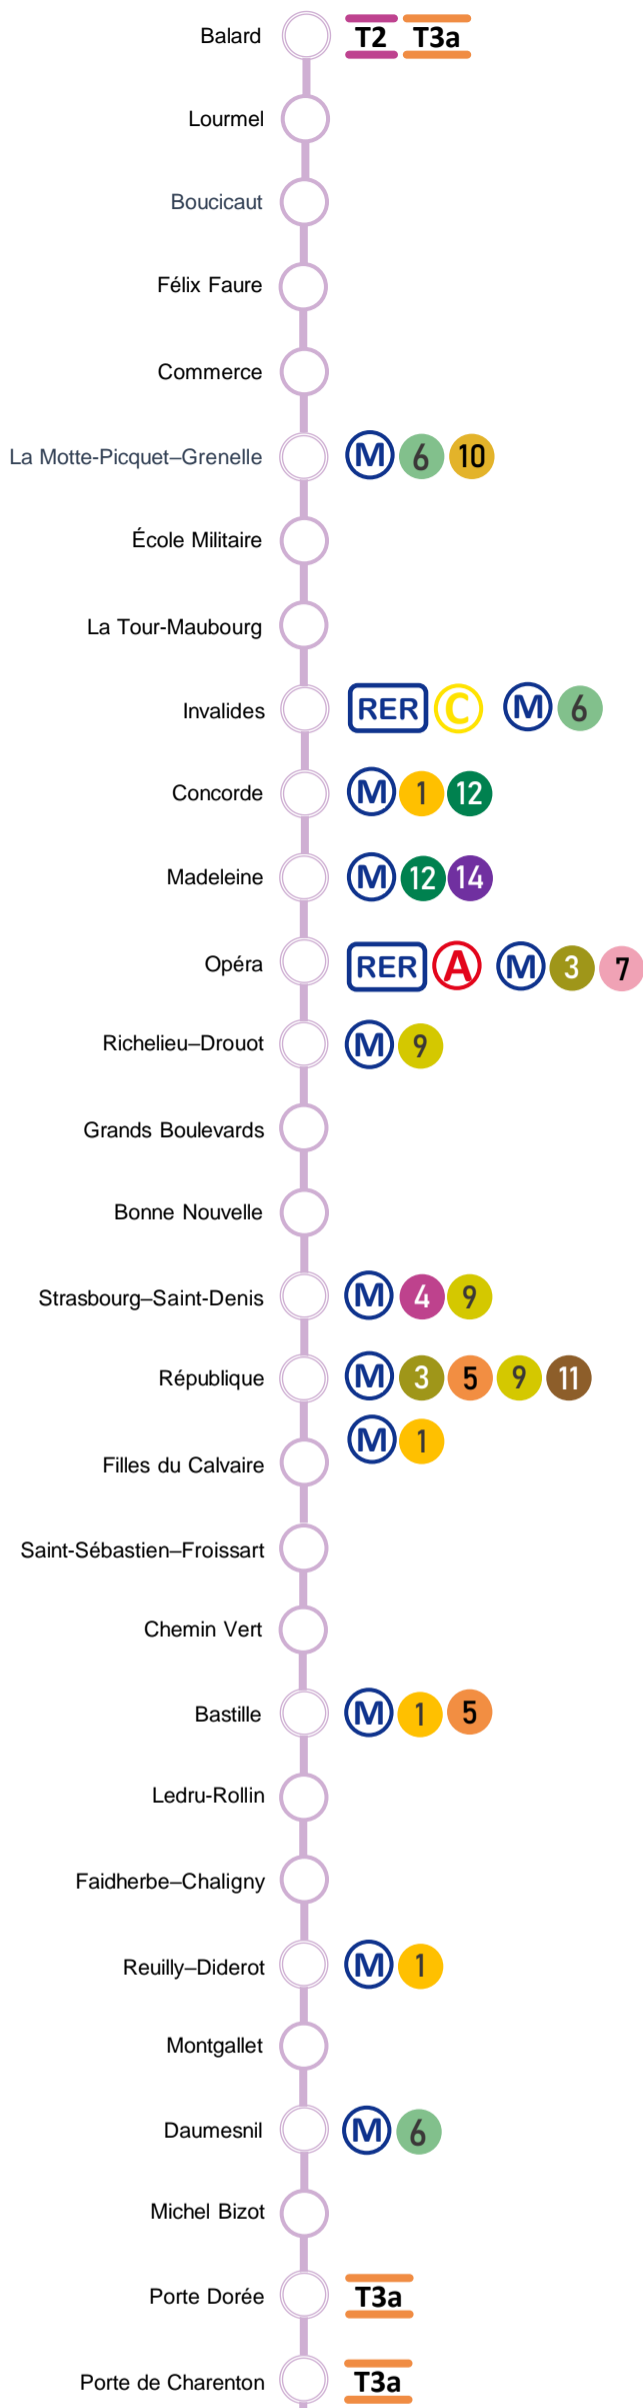 Balard T2 T3a
Lourmel
Boucicaut
Félix Faure
Commerce
La Motte-Picquet–Grenelle M 6 10
École Militaire
La Tour-Maubourg
Invalides RER C M 6
Concorde M 1 12
Madeleine M 12 14
Opéra RER A M 3 7
Richelieu–Drouot M 9
Grands Boulevards
Bonne Nouvelle
Strasbourg–Saint-Denis M 4 9
République M 3 5 9 11
M 1
Filles du Calvaire
Saint-Sébastien–Froissart
Chemin Vert
Bastille M 1 5
Ledru-Rollin
Faidherbe–Chaligny
Reuilly–Diderot M 1
Montgallet
Daumesnil M 6
Michel Bizot
Porte Dorée T3a
Porte de Charenton T3a